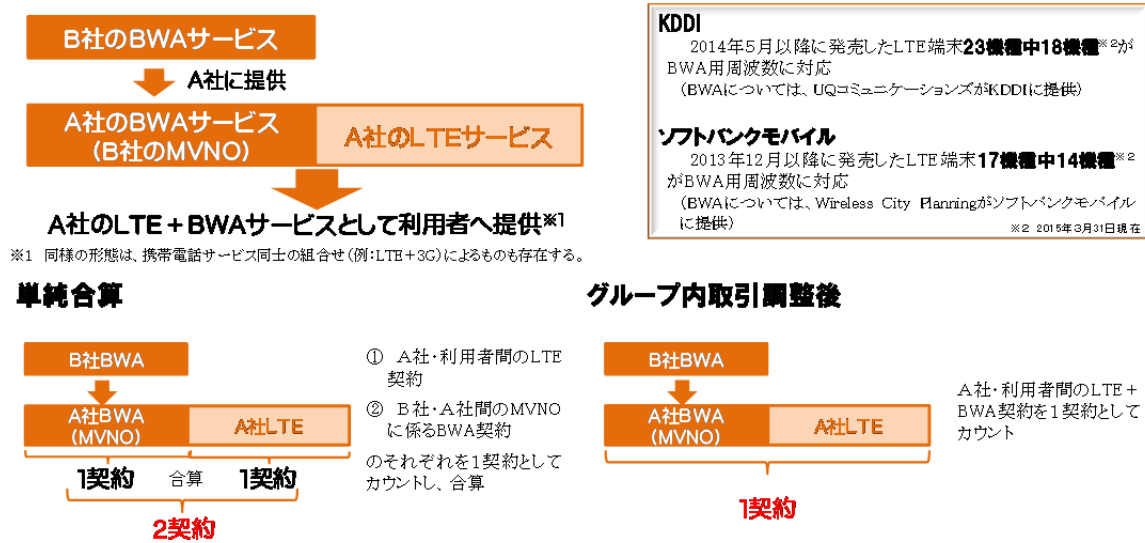 B社のBWAサービス
A社に提供
A社のBWAサービス
(B社のMVNO)
A社のLTEサービス
A社のLTE+BWAサービスとして利用者へ提供※1
※1 同様の形態は、携帯電話サービス同士の組合せ(例:LTE+3G)によるものも存在する。
KDDI
2014年5月以降に発売したLTE端末23機種中18機種※2が
BWA用周波数に対応
(BWAについては、UQコミュニケーションズがKDDIに提供)
ソフトバンクモバイル
2013年12月以降に発売したLTE端末17機種中14機種※2
がBWA用周波数に対応
(BWAについては、Wireless City Planningがソフトバンクモバイル
に提供)
※2 2015年3月31日現在
単純合算
B社BWA
A社BWA
(MVNO)
A社LTE
1契約 合算 1契約
2契約
① A社・利用者間のLTE
契約
② B社・A社間のMVNO
に係るBWA契約
のそれぞれを1契約として
カウントし、合算
グループ内取引調整後
B社BWA
A社BWA
(MVNO)
A社LTE
1契約
A社・利用者間のLTE+
BWA契約を1契約として
カウント